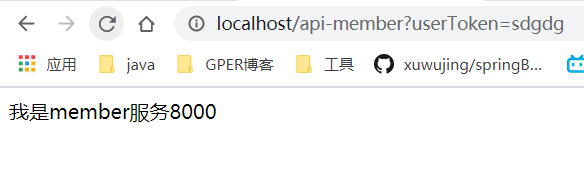 localhost/api-member?userToken=sdgdg
应用 java GPER博客 工具 xuwujing/springB...
我是member服务8000